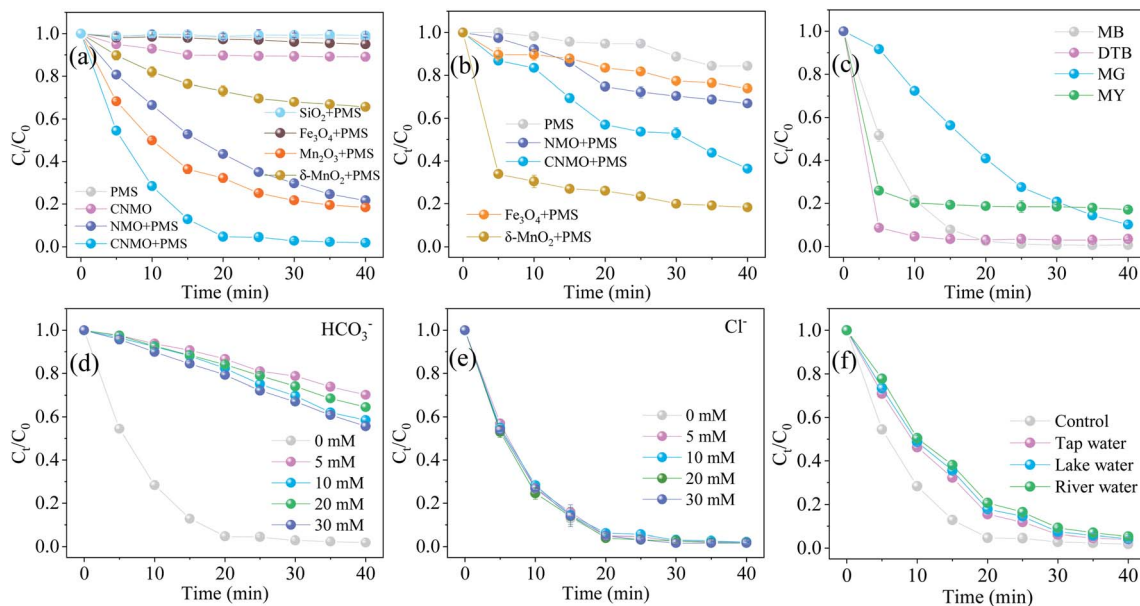 (a)
C_t/C_0
1.0
0.8
0.6
0.4
0.2
0.0
SiO₂+PMS
Fe₃O₄+PMS
Mn₂O₃+PMS
δ-MnO₂+PMS
PMS
CNMO
NMO+PMS
CNMO+PMS
0 10 20 30 40
Time (min)
(b)
C_t/C_0
1.0
0.8
0.6
0.4
0.2
0.0
PMS
NMO+PMS
CNMO+PMS
Fe₃O₄+PMS
δ-MnO₂+PMS
0 10 20 30 40
Time (min)
(c)
C_t/C_0
1.0
0.8
0.6
0.4
0.2
0.0
MB
DTB
MG
MY
0 10 20 30 40
Time (min)
(d)
C_t/C_0
1.0
0.8
0.6
0.4
0.2
0.0
HCO₃⁻
0 mM
5 mM
10 mM
20 mM
30 mM
0 10 20 30 40
Time (min)
(e)
C_t/C_0
1.0
0.8
0.6
0.4
0.2
0.0
Cl⁻
0 mM
5 mM
10 mM
20 mM
30 mM
0 10 20 30 40
Time (min)
(f)
C_t/C_0
1.0
0.8
0.6
0.4
0.2
0.0
Control
Tap water
Lake water
River water
0 10 20 30 40
Time (min)